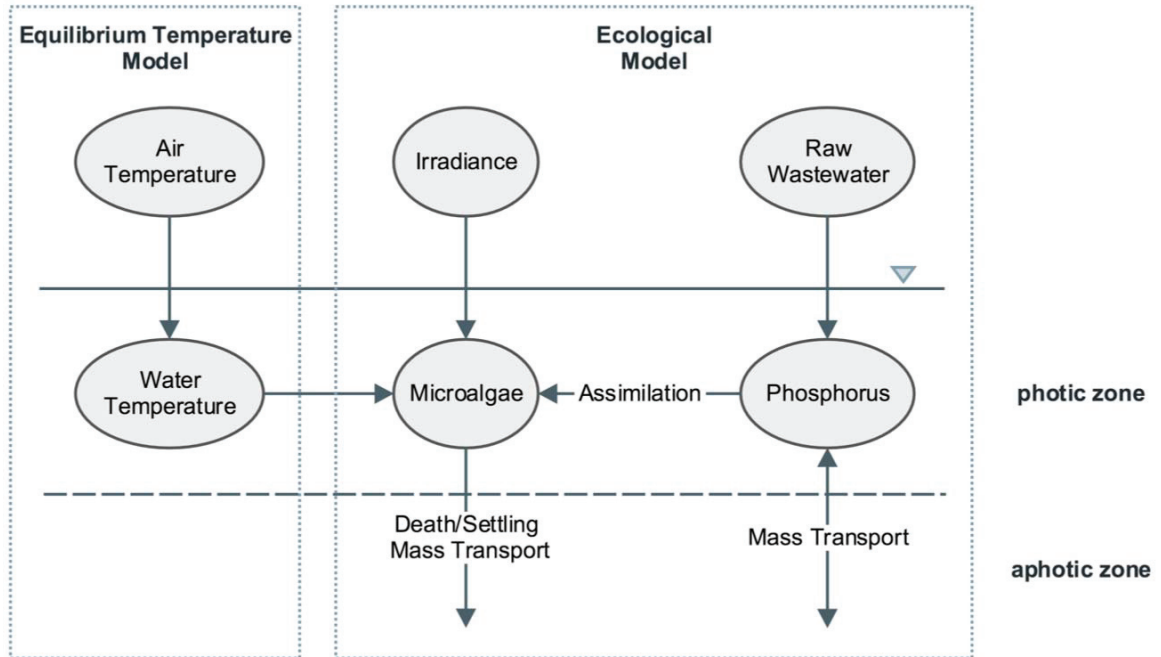 Equilibrium Temperature
Model
Ecological
Model
Air
Temperature
Irradiance
Raw
Wastewater
Water
Temperature
Microalgae
Assimilation
Phosphorus
photic zone
Death/Settling
Mass Transport
Mass Transport
aphotic zone